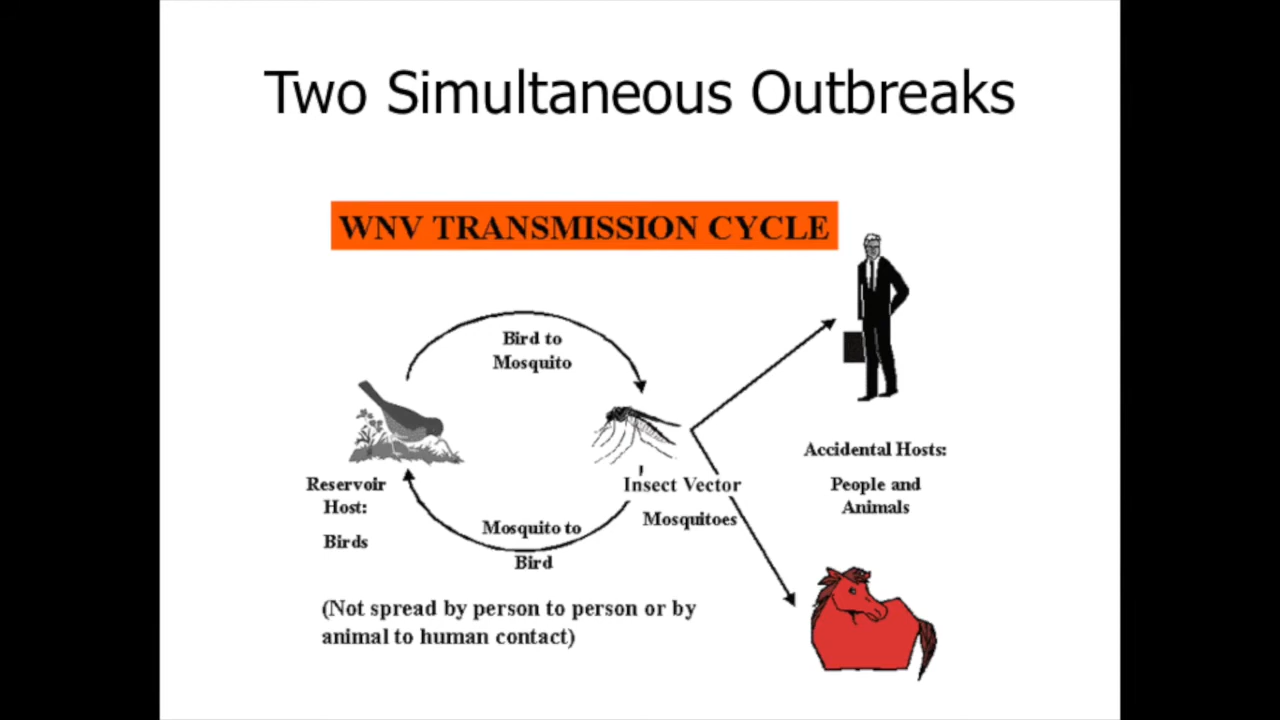 Two Simultaneous Outbreaks
WNV TRANSMISSION CYCLE
Bird to
Mosquito
Reservoir
Host:
Birds
Mosquito to
Bird
Insect Vector
Mosquitoes
Accidental Hosts:
People and
Animals
(Not spread by person to person or by
animal to human contact)